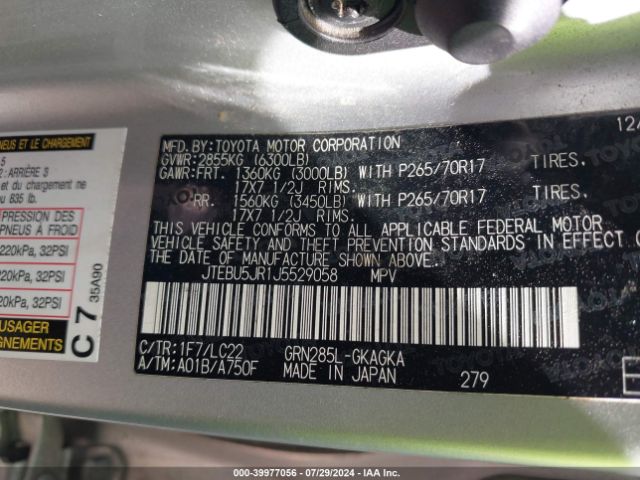 NEUS ET LE CHARGEMENT
5
2 : ARRIÈRE 3
et du
u 835 lb.
PRESSION DES
PNEUS À FROID
220kPa, 32PSI
220kPa, 32PSI
20kPa, 32PSI
USAGER
GNEMENTS
C 7 35A90
12/
MFD. BY: TOYOTA MOTOR CORPORATION
GVWR: 2855KG (6300LB)
GAWR: FRT. 1360KG (3000LB) WITH P265/70R17 TIRES,
17X7 1/2J RIMS.
RR. 1560KG (3450LB) WITH P265/70R17 TIRES,
17X7 1/2J RIMS.
THIS VEHICLE CONFORMS TO ALL APPLICABLE FEDERAL MOTOR
VEHICLE SAFETY AND THEFT PREVENTION STANDARDS IN EFFECT O
THE DATE OF MANUFACTURE SHOWN ABOVE.
JTEBU5JR1J5529058 MPV
C/TR: 1F7/LC22 GRN285L-GKAGKA
A/TM: A01B/A750F MADE IN JAPAN 279
000-39977056 - 07/29/2024 - IAA, Inc.